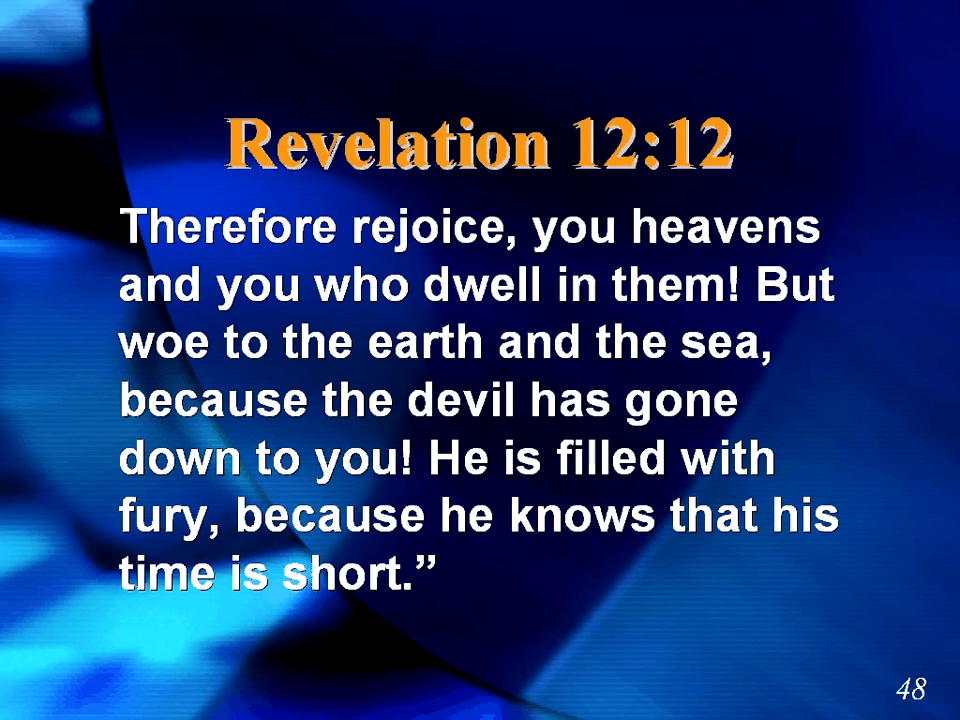 Revelation 12:12
Therefore rejoice, you heavens
and you who dwell in them! But
woe to the earth and the sea,
because the devil has gone
down to you! He is filled with
fury, because he knows that his
time is short.”
48